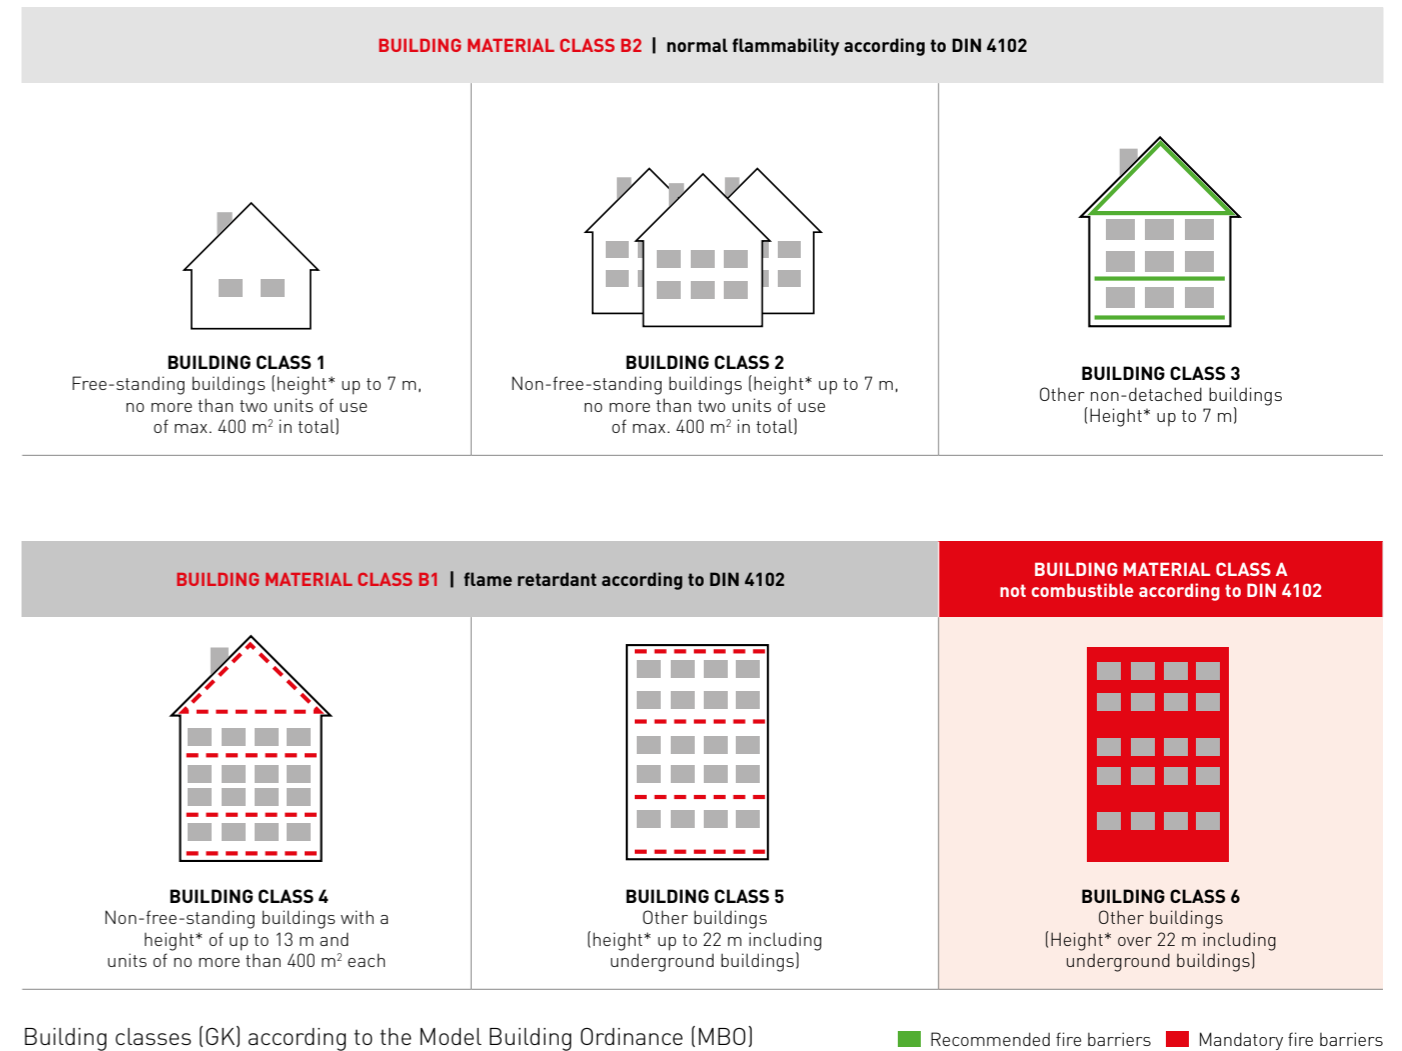 BUILDING MATERIAL CLASS B2 | normal flammability according to DIN 4102
BUILDING CLASS 1
Free-standing buildings (height* up to 7 m,
no more than two units of use
of max. 400 m² in total)
BUILDING CLASS 2
Non-free-standing buildings (height* up to 7 m,
no more than two units of use
of max. 400 m² in total)
BUILDING CLASS 3
Other non-detached buildings
(Height* up to 7 m)
BUILDING MATERIAL CLASS B1 | flame retardant according to DIN 4102
BUILDING MATERIAL CLASS A
not combustible according to DIN 4102
BUILDING CLASS 4
Non-free-standing buildings with a
height* of up to 13 m and
units of no more than 400 m² each
BUILDING CLASS 5
Other buildings
(height* up to 22 m including
underground buildings)
BUILDING CLASS 6
Other buildings
(Height* over 22 m including
underground buildings)
Building classes (GK) according to the Model Building Ordinance (MBO)
Recommended fire barriers
Mandatory fire barriers